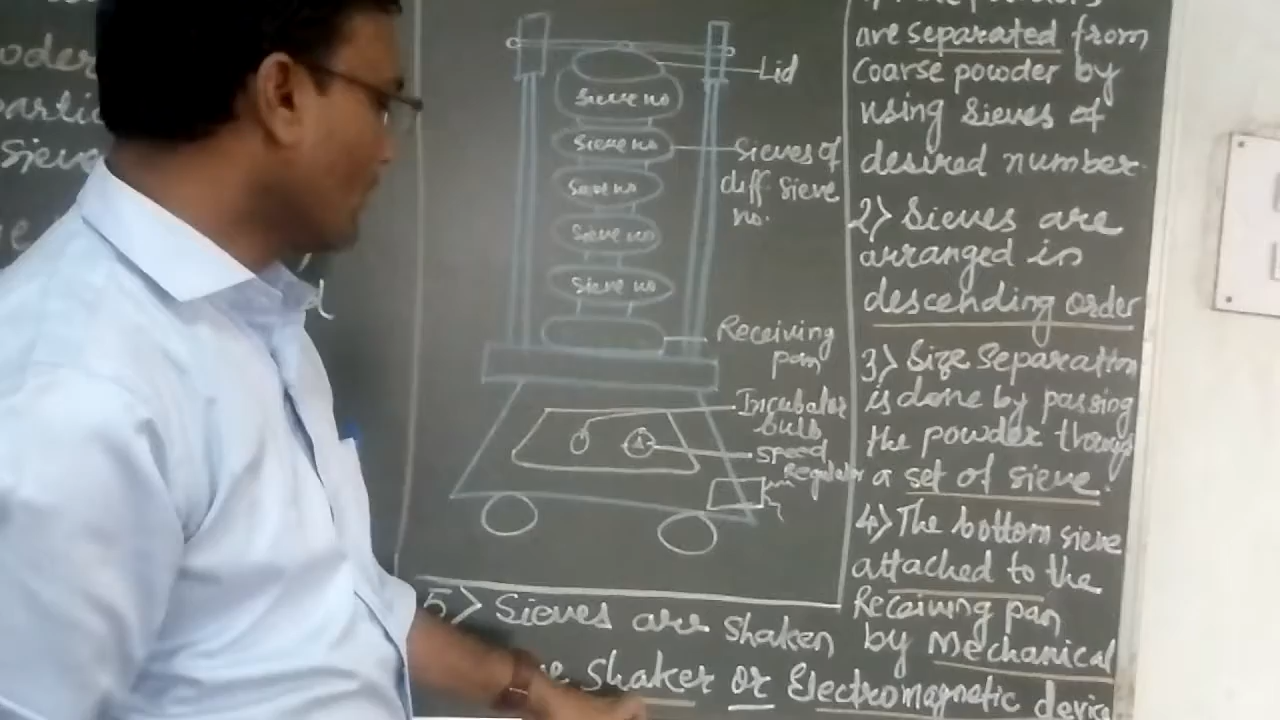 oder
partic
Sieve
Lid
Sieve no
Sieve no
Sieve no
Sieve no
Sieve no
Sieves of
diff. Sieve
no.
Receiving
pan
Incubator
bulb
Speed
Regulator
are separated from
Coarse powder by
using Sieves of
desired number.
2) Sieves are
arranged in
descending order
3) Size Separation
is done by passing
the powder through
a set of sieve.
4) The bottom sieve
attached to the
Receiving pan
5) Sieves are shaken by Mechanical
Shaker or Electromagnetic device